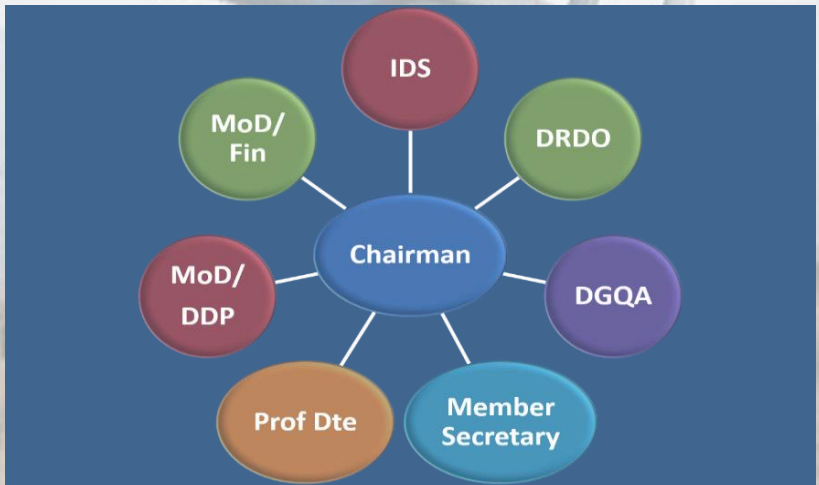 IDS
MoD/
Fin
DRDO
Chairman
MoD/
DDP
DGQA
Prof Dte
Member
Secretary